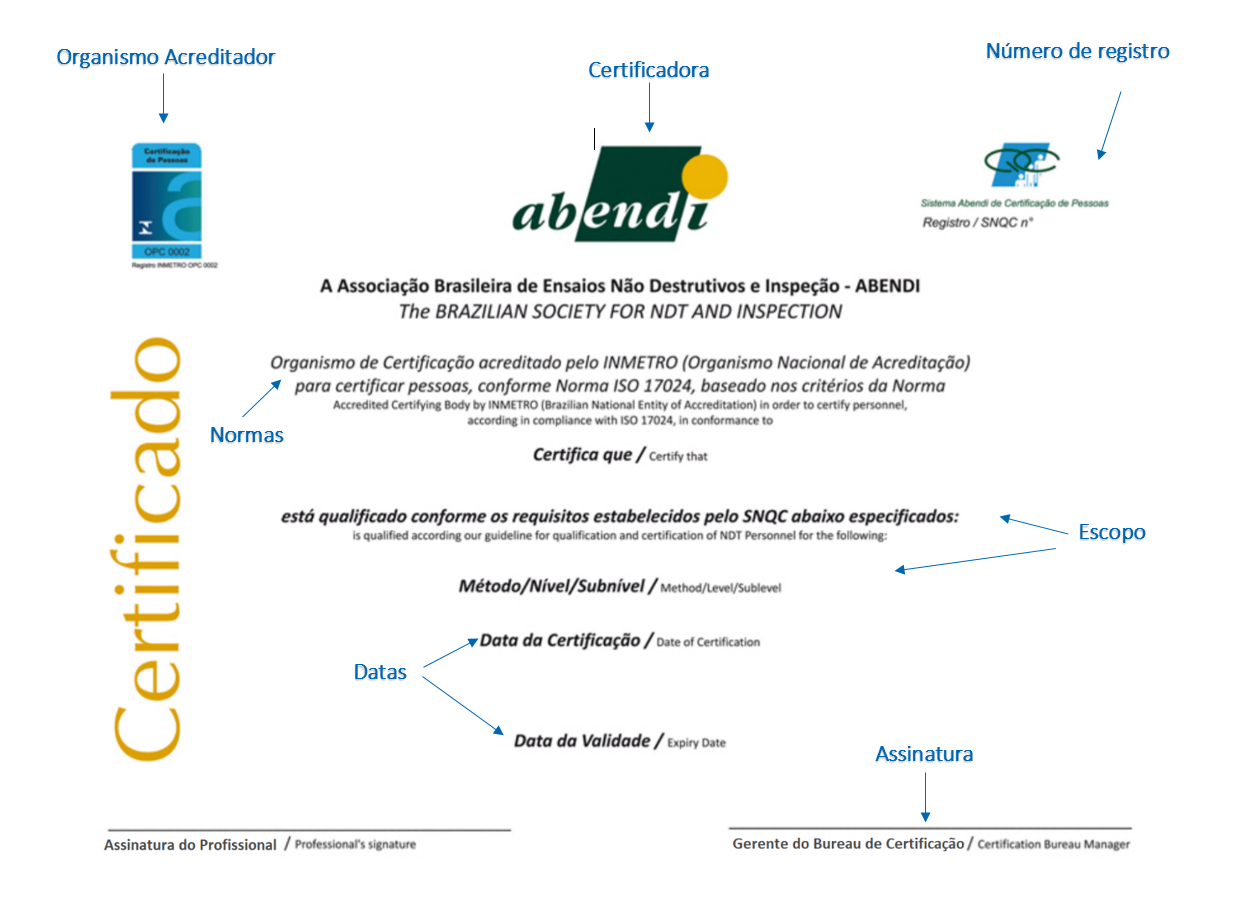 Organismo Acreditador
Certificadora
Número de registro
Certificação
de Pessoas
OPC 0002
Registro INMETRO OPC 0002
abendi
Sistema Abendi de Certificação de Pessoas
Registro / SNQC n°
A Associação Brasileira de Ensaios Não Destrutivos e Inspeção - ABENDI
The BRAZILIAN SOCIETY FOR NDT AND INSPECTION
Certificado
Organismo de Certificação acreditado pelo INMETRO (Organismo Nacional de Acreditação)
para certificar pessoas, conforme Norma ISO 17024, baseado nos critérios da Norma
Accredited Certifying Body by INMETRO (Brazilian National Entity of Accreditation) in order to certify personnel,
according in compliance with ISO 17024, in conformance to
Normas
Certifica que / Certify that
está qualificado conforme os requisitos estabelecidos pelo SNQC abaixo especificados:
is qualified according our guideline for qualification and certification of NDT Personnel for the following:
Escopo
Método/Nível/Subnível / Method/Level/Sublevel
Data da Certificação / Date of Certification
Datas
Data da Validade / Expiry Date
Assinatura
Assinatura do Profissional / Professional's signature
Gerente do Bureau de Certificação / Certification Bureau Manager